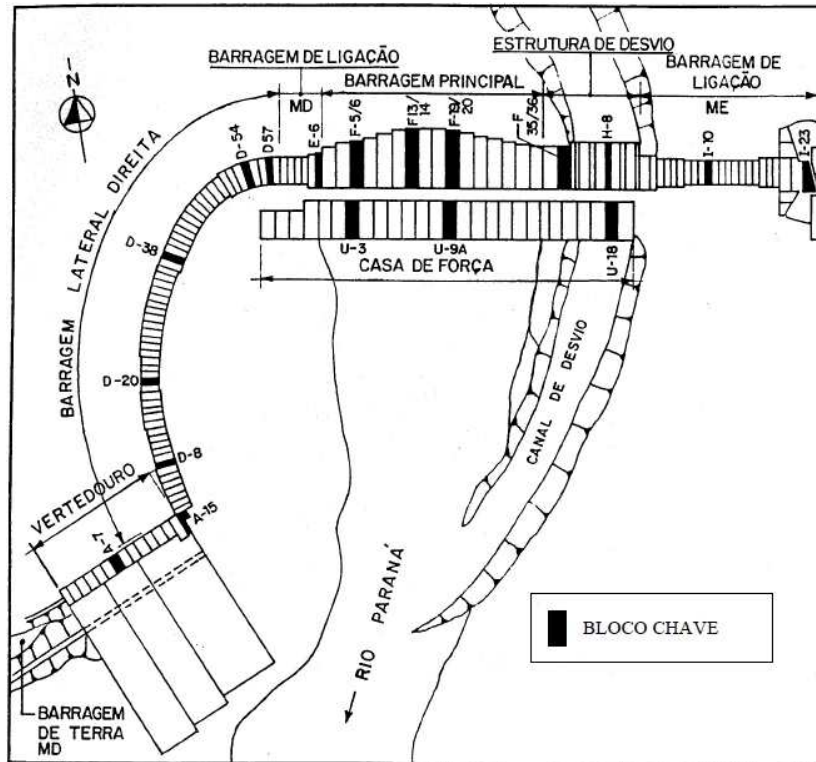 N
BARRAGEM DE LIGAÇÃO
ESTRUTURA DE DESVIO
BARRAGEM PRINCIPAL
BARRAGEM DE
LIGAÇÃO
MD
ME
D-54
D57
E-6
F-5/6
F13/
14
F-19/
20
F
35/36
H-8
I-10
I-23
BARRAGEM LATERAL DIREITA
D-38
D-20
D-8
U-3
U-9A
U-18
CASA DE FORÇA
CANAL DE DESVIO
VERTEDOURO
A-7
A-15
RIO PARANÁ
BLOCO CHAVE
BARRAGEM
DE TERRA
MD